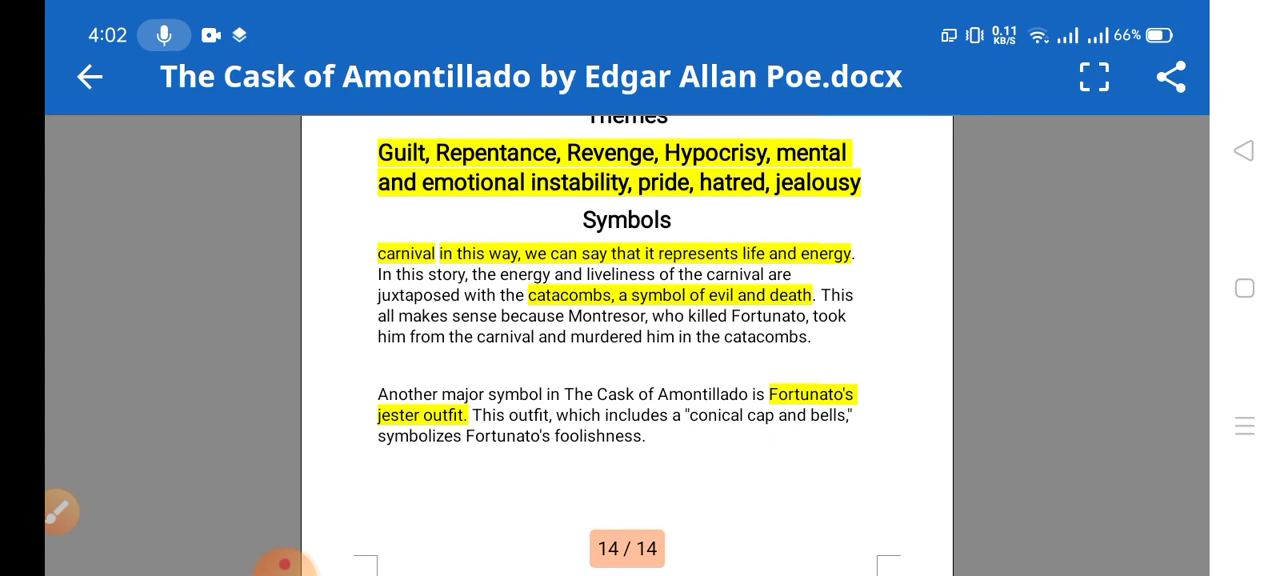 4:02
0.11
KB/S
66%
The Cask of Amontillado by Edgar Allan Poe.docx
Themes
Guilt, Repentance, Revenge, Hypocrisy, mental
and emotional instability, pride, hatred, jealousy
Symbols
carnival in this way, we can say that it represents life and energy.
In this story, the energy and liveliness of the carnival are
juxtaposed with the catacombs, a symbol of evil and death. This
all makes sense because Montresor, who killed Fortunato, took
him from the carnival and murdered him in the catacombs.
Another major symbol in The Cask of Amontillado is Fortunato's
jester outfit. This outfit, which includes a "conical cap and bells,"
symbolizes Fortunato's foolishness.
14 / 14